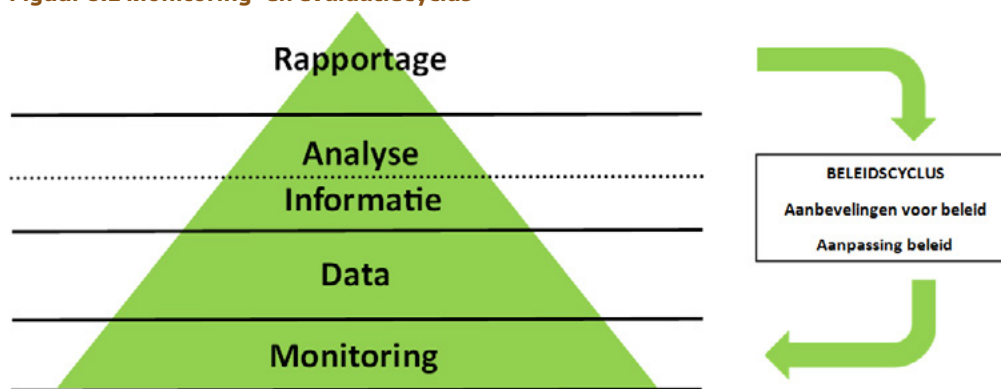 Rapportage
Analyse
Informatie
Data
Monitoring
BELEIDSCYCLUS
Aanbevelingen voor beleid
Aanpassing beleid